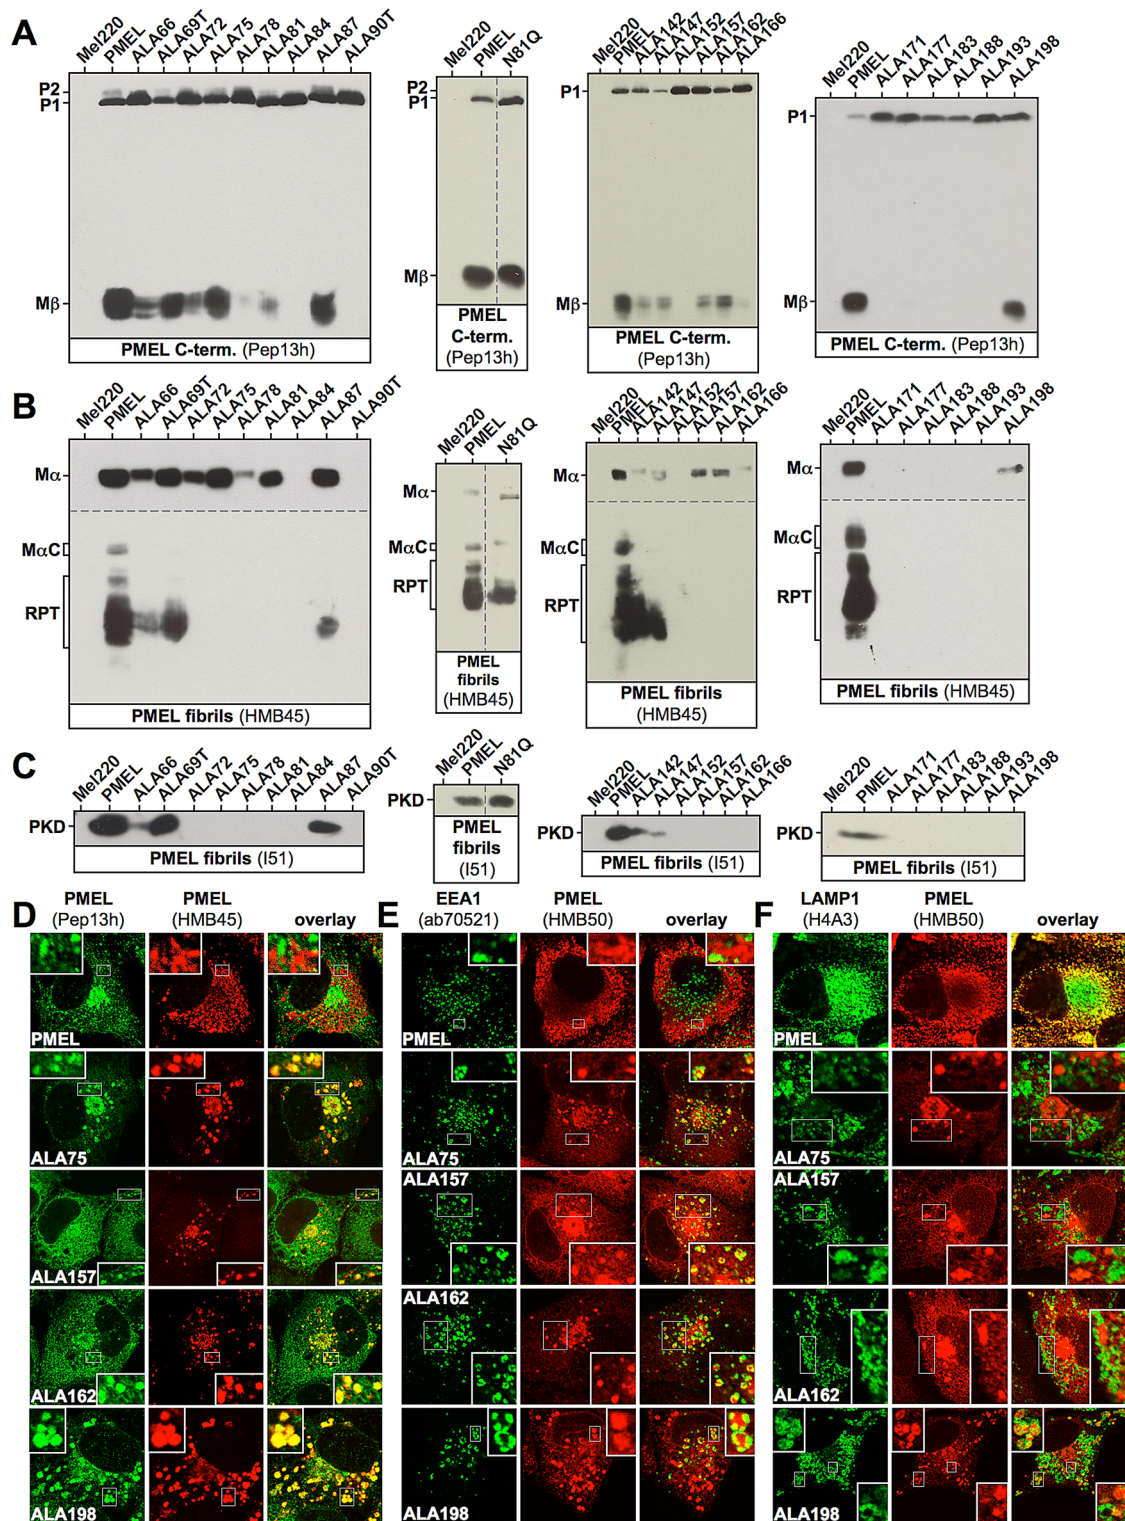 A
Mel220 PMEL ALA66 ALA69T ALA72 ALA75 ALA78 ALA81 ALA84 ALA87 ALA90T
P2
P1
Mβ
PMEL C-term. (Pep13h)
Mel220 PMEL N81Q
P2
P1
Mβ
PMEL
C-term.
(Pep13h)
Mel220 PMEL ALA142 ALA147 ALA152 ALA157 ALA162 ALA166
P1
Mβ
PMEL C-term.
(Pep13h)
Mel220 PMEL ALA171 ALA177 ALA183 ALA188 ALA193 ALA198
P1
Mβ
PMEL C-term. (Pep13h)
B
Mel220 PMEL ALA66 ALA69T ALA72 ALA75 ALA78 ALA81 ALA84 ALA87 ALA90T
Mα
MαC
RPT
PMEL fibrils (HMB45)
Mel220 PMEL N81Q
Mα
MαC
RPT
PMEL
fibrils
(HMB45)
Mel220 PMEL ALA142 ALA147 ALA152 ALA157 ALA162 ALA166
Mα
MαC
RPT
PMEL fibrils
(HMB45)
Mel220 PMEL ALA171 ALA177 ALA183 ALA188 ALA193 ALA198
Mα
MαC
RPT
PMEL fibrils (HMB45)
C
Mel220 PMEL ALA66 ALA69T ALA72 ALA75 ALA78 ALA81 ALA84 ALA87 ALA90T
PKD
PMEL fibrils (I51)
Mel220 PMEL N81Q
PKD
PMEL
fibrils
(I51)
Mel220 PMEL ALA142 ALA147 ALA152 ALA157 ALA162 ALA166
PKD
PMEL fibrils (I51)
Mel220 PMEL ALA171 ALA177 ALA183 ALA188 ALA193 ALA198
PKD
PMEL fibrils (I51)
D
PMEL (Pep13h)
PMEL (HMB45)
overlay
PMEL
ALA75
ALA157
ALA162
ALA198
E
EEA1 (ab70521)
PMEL (HMB50)
overlay
PMEL
ALA75
ALA157
ALA162
ALA198
F
LAMP1 (H4A3)
PMEL (HMB50)
overlay
PMEL
ALA75
ALA157
ALA162
ALA198